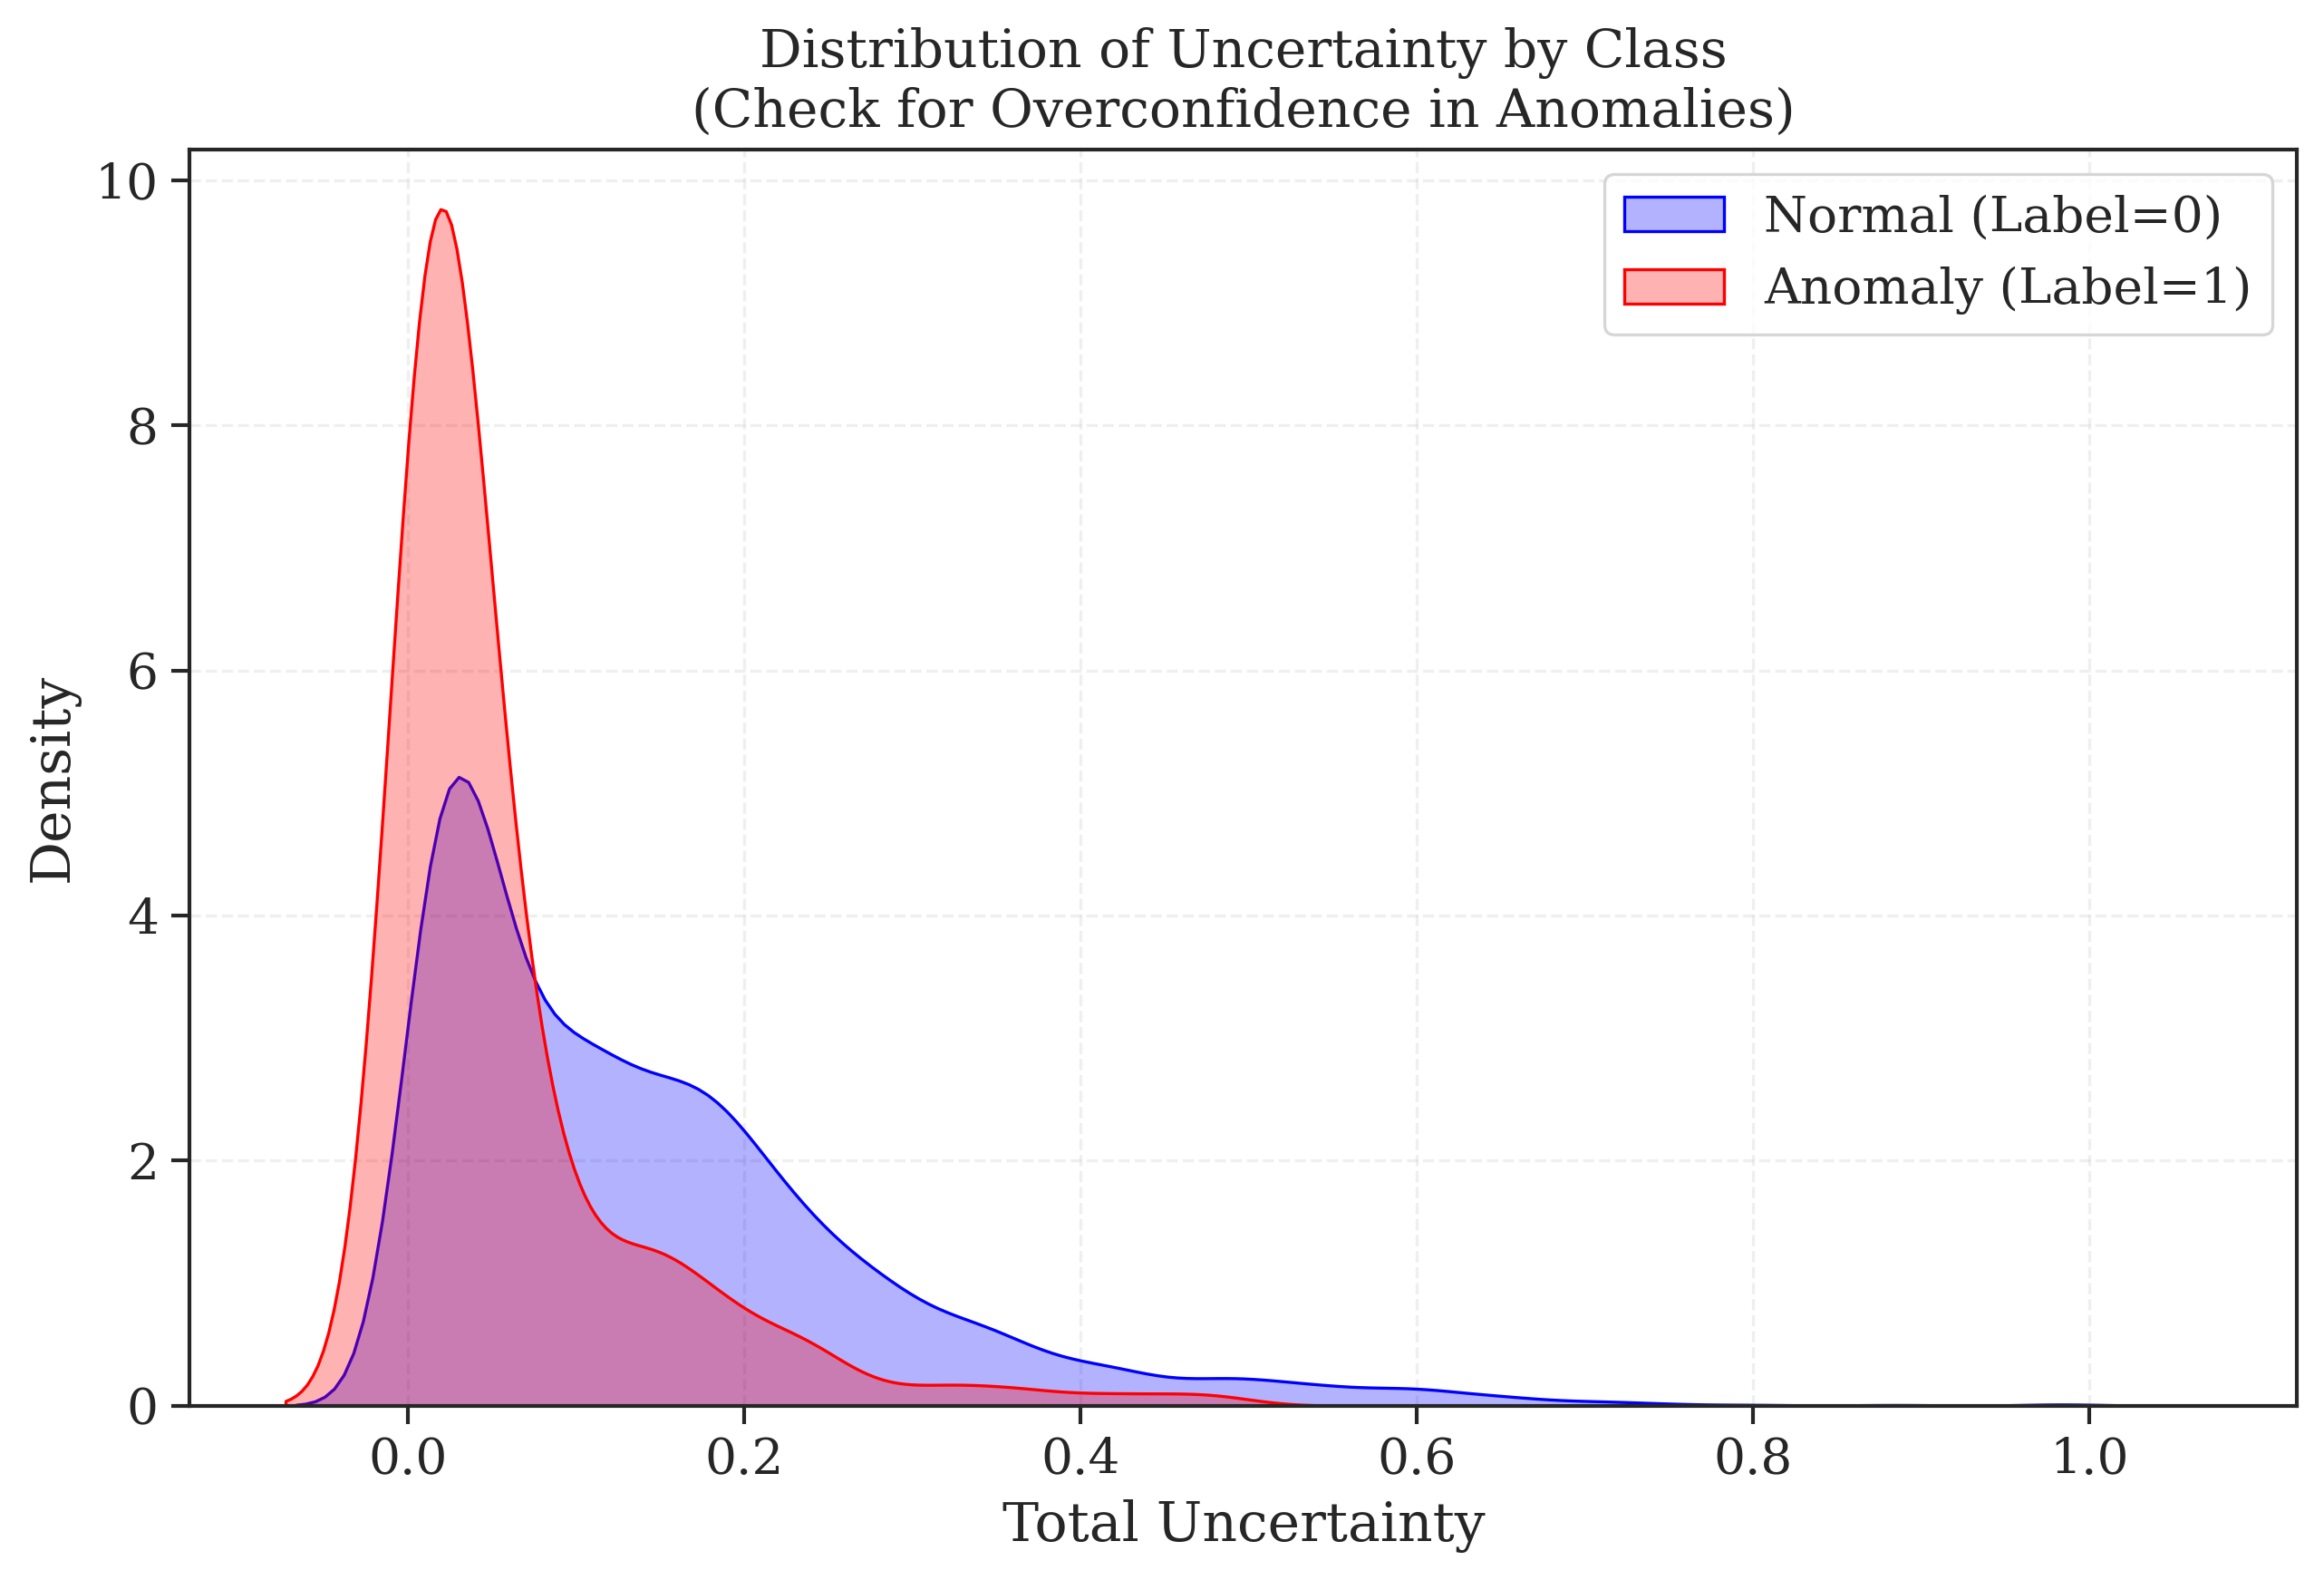 Distribution of Uncertainty by Class
(Check for Overconfidence in Anomalies)
Normal (Label=0)
Anomaly (Label=1)
Density
10
8
6
4
2
0
0.0 0.2 0.4 0.6 0.8 1.0
Total Uncertainty